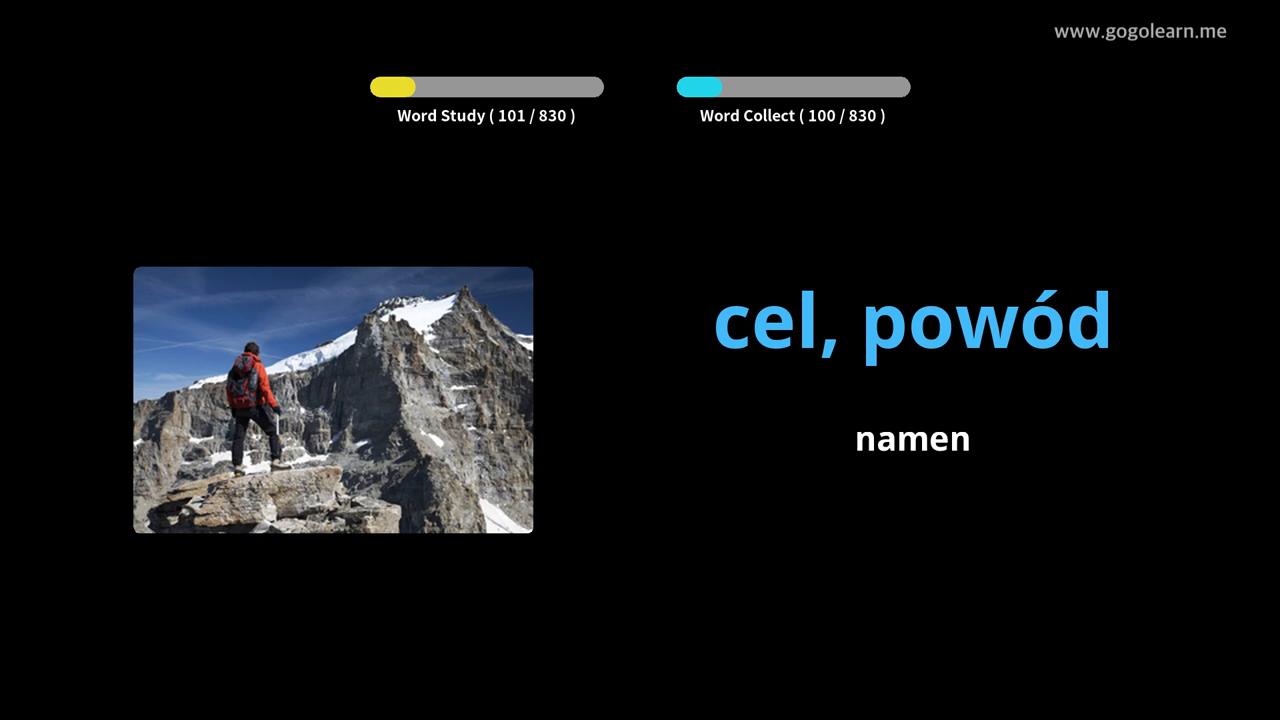 www.gogolearn.me
Word Study ( 101 / 830 )
Word Collect ( 100 / 830 )
cel, powód
namen